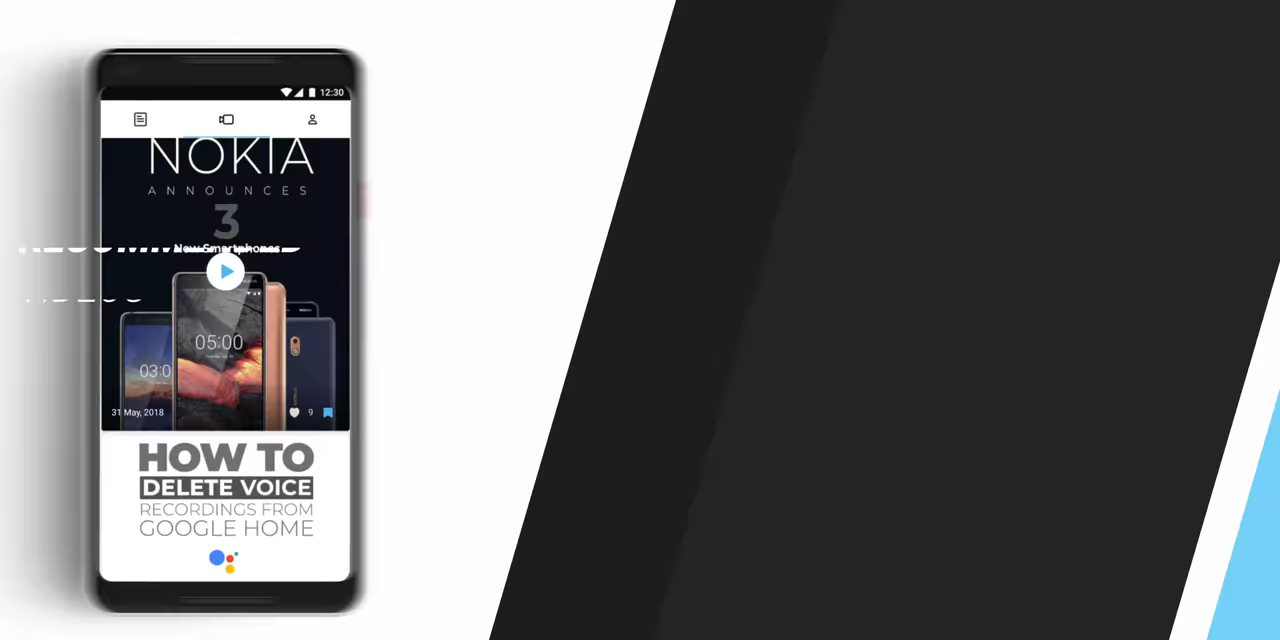 12:30
NOKIA
ANNOUNCES
3
New Smartphones
05:00
03:0
31 May, 2018
9
HOW TO
DELETE VOICE
RECORDINGS FROM
GOOGLE HOME